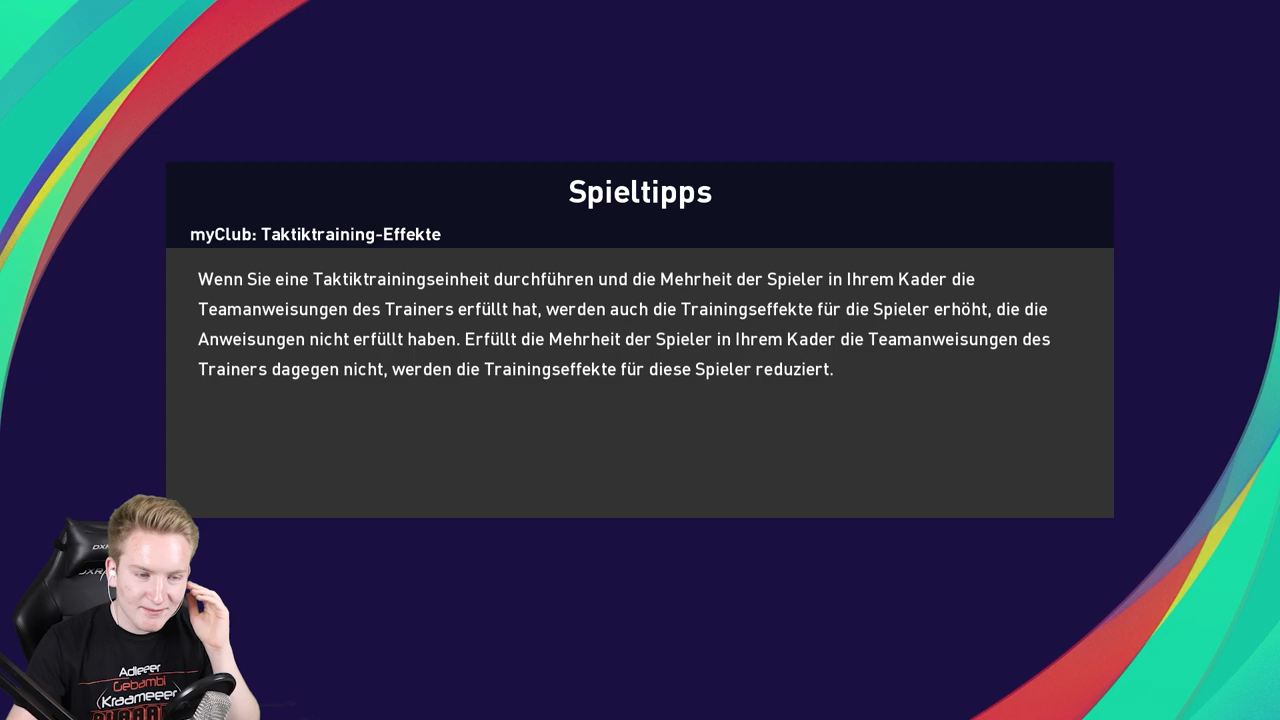 Spieltipps
myClub: Taktiktraining-Effekte
Wenn Sie eine Taktiktrainingseinheit durchführen und die Mehrheit der Spieler in Ihrem Kader die
Teamanweisungen des Trainers erfüllt hat, werden auch die Trainingseffekte für die Spieler erhöht, die die
Anweisungen nicht erfüllt haben. Erfüllt die Mehrheit der Spieler in Ihrem Kader die Teamanweisungen des
Trainers dagegen nicht, werden die Trainingseffekte für diese Spieler reduziert.
Adleeer
Gebambi
Kraameeer